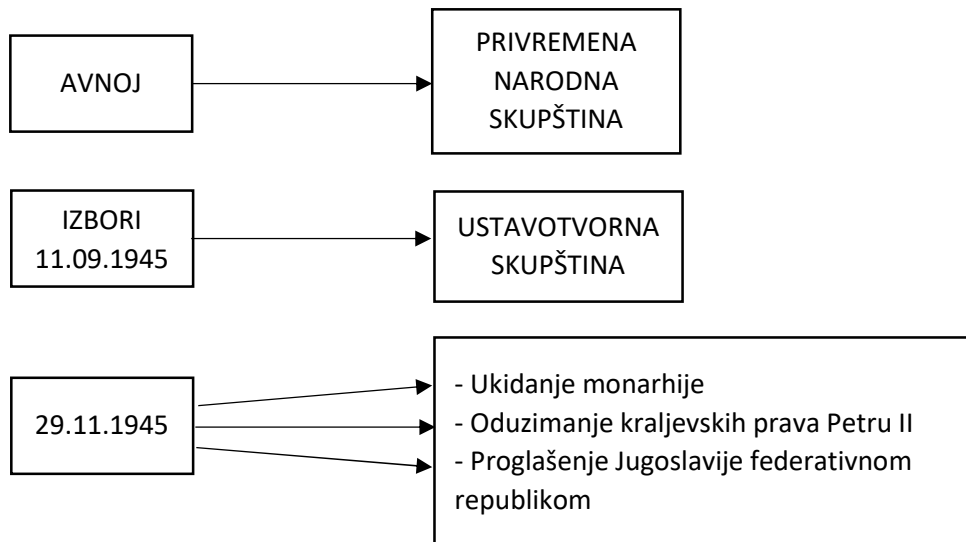 AVNOJ
PRIVREMENA
NARODNA
SKUPŠTINA
IZBORI
11.09.1945
USTAVOTVORNA
SKUPŠTINA
29.11.1945
- Ukidanje monarhije
- Oduzimanje kraljevskih prava Petru II
- Proglašenje Jugoslavije federativnom
republikom